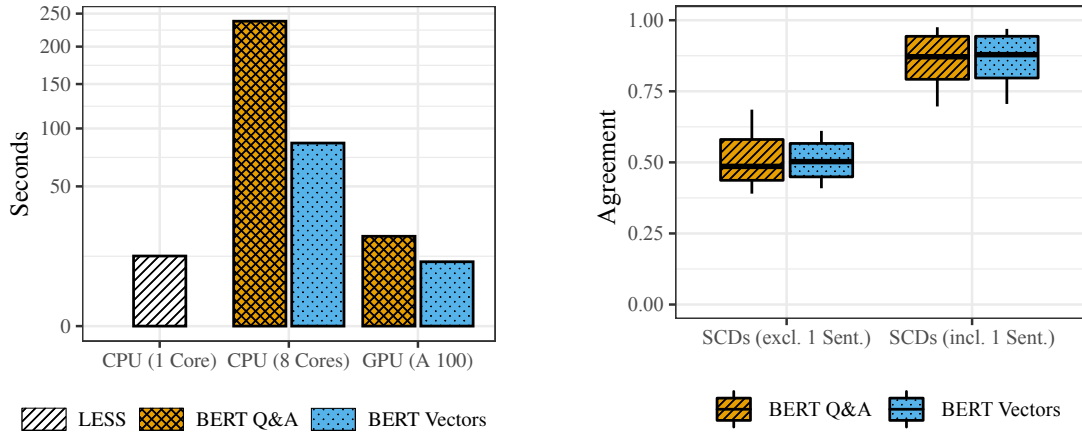 Seconds
250
200
150
100
50
0
CPU (1 Core) CPU (8 Cores) GPU (A 100)
LESS BERT Q&A BERT Vectors
Agreement
1.00
0.75
0.50
0.25
0.00
SCDs (excl. 1 Sent.) SCDs (incl. 1 Sent.)
BERT Q&A BERT Vectors